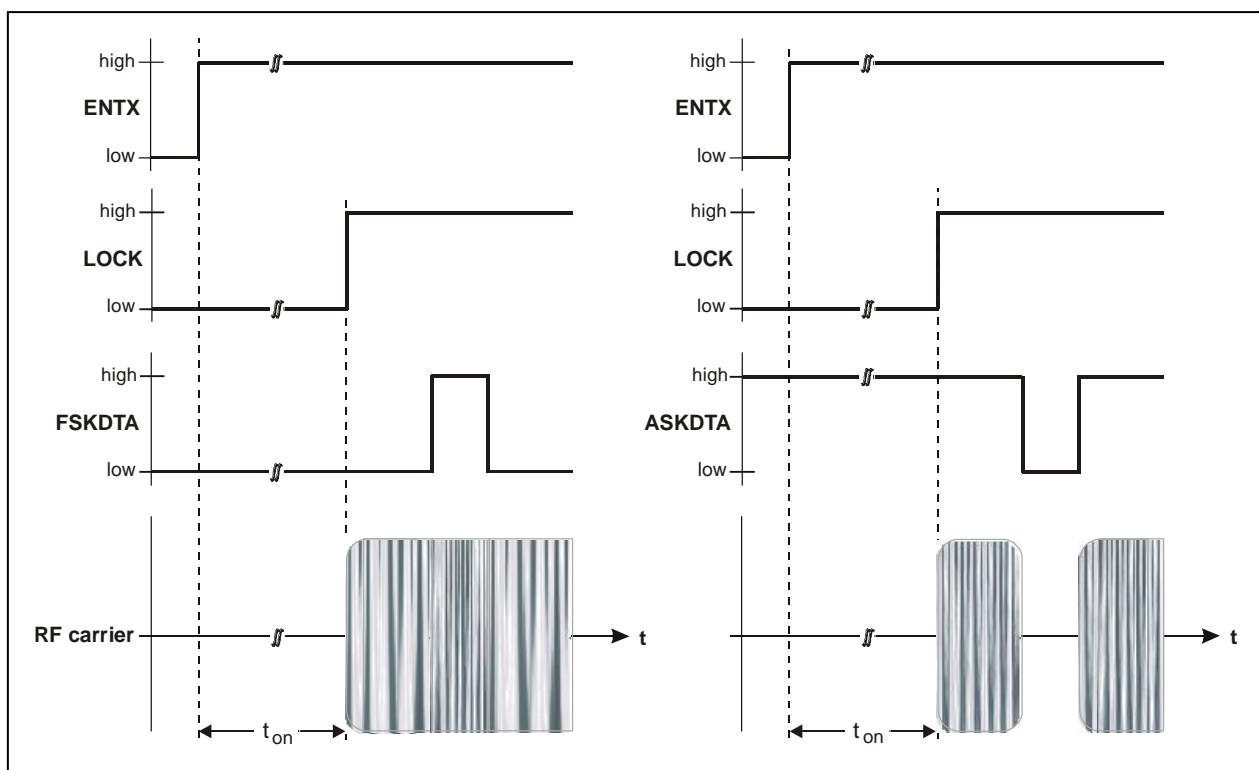 high
ENTX
low
high
LOCK
low
high
FSKDTA
low
RF carrier
t
t on
high
ENTX
low
high
LOCK
low
high
ASKDTA
low
t
t on